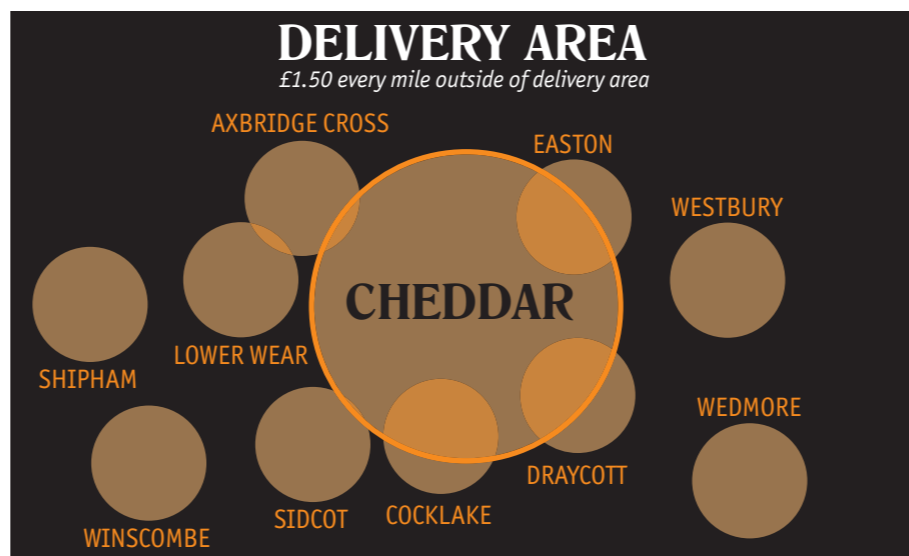 DELIVERY AREA
£1.50 every mile outside of delivery area
AXBRIDGE CROSS
EASTON
WESTBURY
CHEDDAR
LOWER WEAR
SHIPHAM
WEDMORE
DRAYCOTT
SIDCOT
COCKLAKE
WINSCOMBE